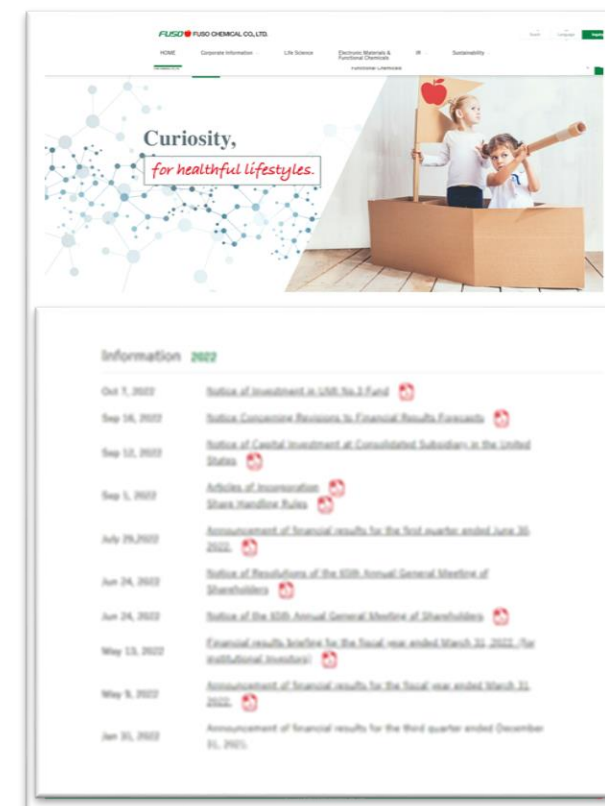 FUSO FUSO CHEMICAL CO., LTD.
Search Language
HOME Corporate Information Life Science Electronic Materials & Functional Chemicals IR Sustainability
Functional Chemicals
Curiosity,
for healthful lifestyles.
Information 2022
Oct 7, 2022 Notice of Investment in No.3 Fund
Sep 16, 2022 Notice Concerning Revisions to Financial Results Forecasts
Sep 12, 2022 Notice of Capital Investment at Consolidated Subsidiary in the United
States
Sep 1, 2022 Articles of Incorporation
Share Handling Rules
July 29,2022 Announcement of financial results for the first quarter ended June 30,
2022.
Jun 24, 2022 Notice of Resolutions of the 65th Annual General Meeting of
Shareholders
Jun 24, 2022 Notice of the 65th Annual General Meeting of Shareholders
May 13, 2022 Financial results briefing for the fiscal year ended March 31, 2022. (for
institutional investors)
May 9, 2022 Announcement of financial results for the fiscal year ended March 31,
2022.
Jan 31, 2022 Announcement of financial results for the third quarter ended December
31, 2021.